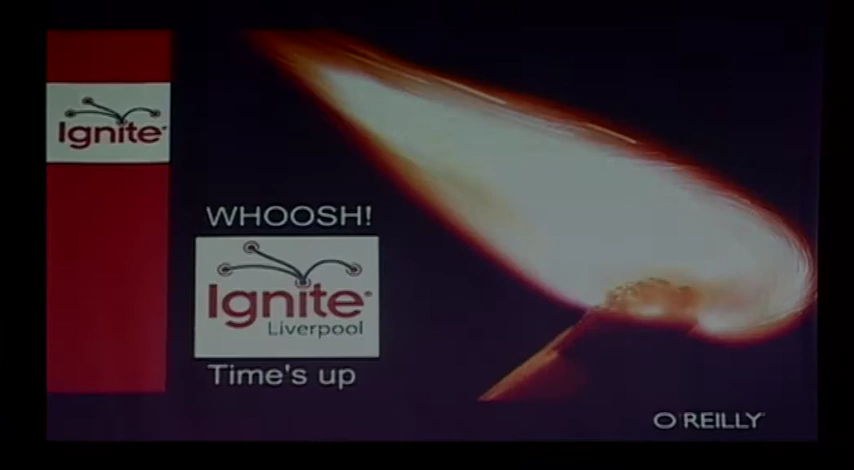 Ignite
WHOOSH!
Ignite®
Liverpool
Time's up
O'REILLY